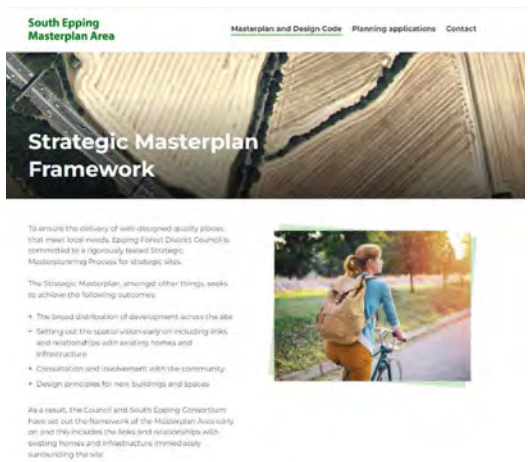 South Epping
Masterplan Area
Masterplan and Design Code Planning applications Contact
Strategic Masterplan
Framework
To ensure the delivery of well-designed quality places
that meet local needs, Epping Forest District Council is
committed to a rigorously tested Strategic
Masterplanning Process for strategic sites.
The Strategic Masterplan, amongst other things, seeks
to achieve the following outcomes:
• The broad distribution of development across the site
• Setting out the spatial vision early on including links
and relationships with existing homes and
infrastructure
• Consultation and involvement with the community
• Design principles for new buildings and spaces
As a result, the Council and South Epping Consortium
have set out the framework of the Masterplan Area early
on and this includes the links and relationships with
existing homes and infrastructure immediately
surrounding the site